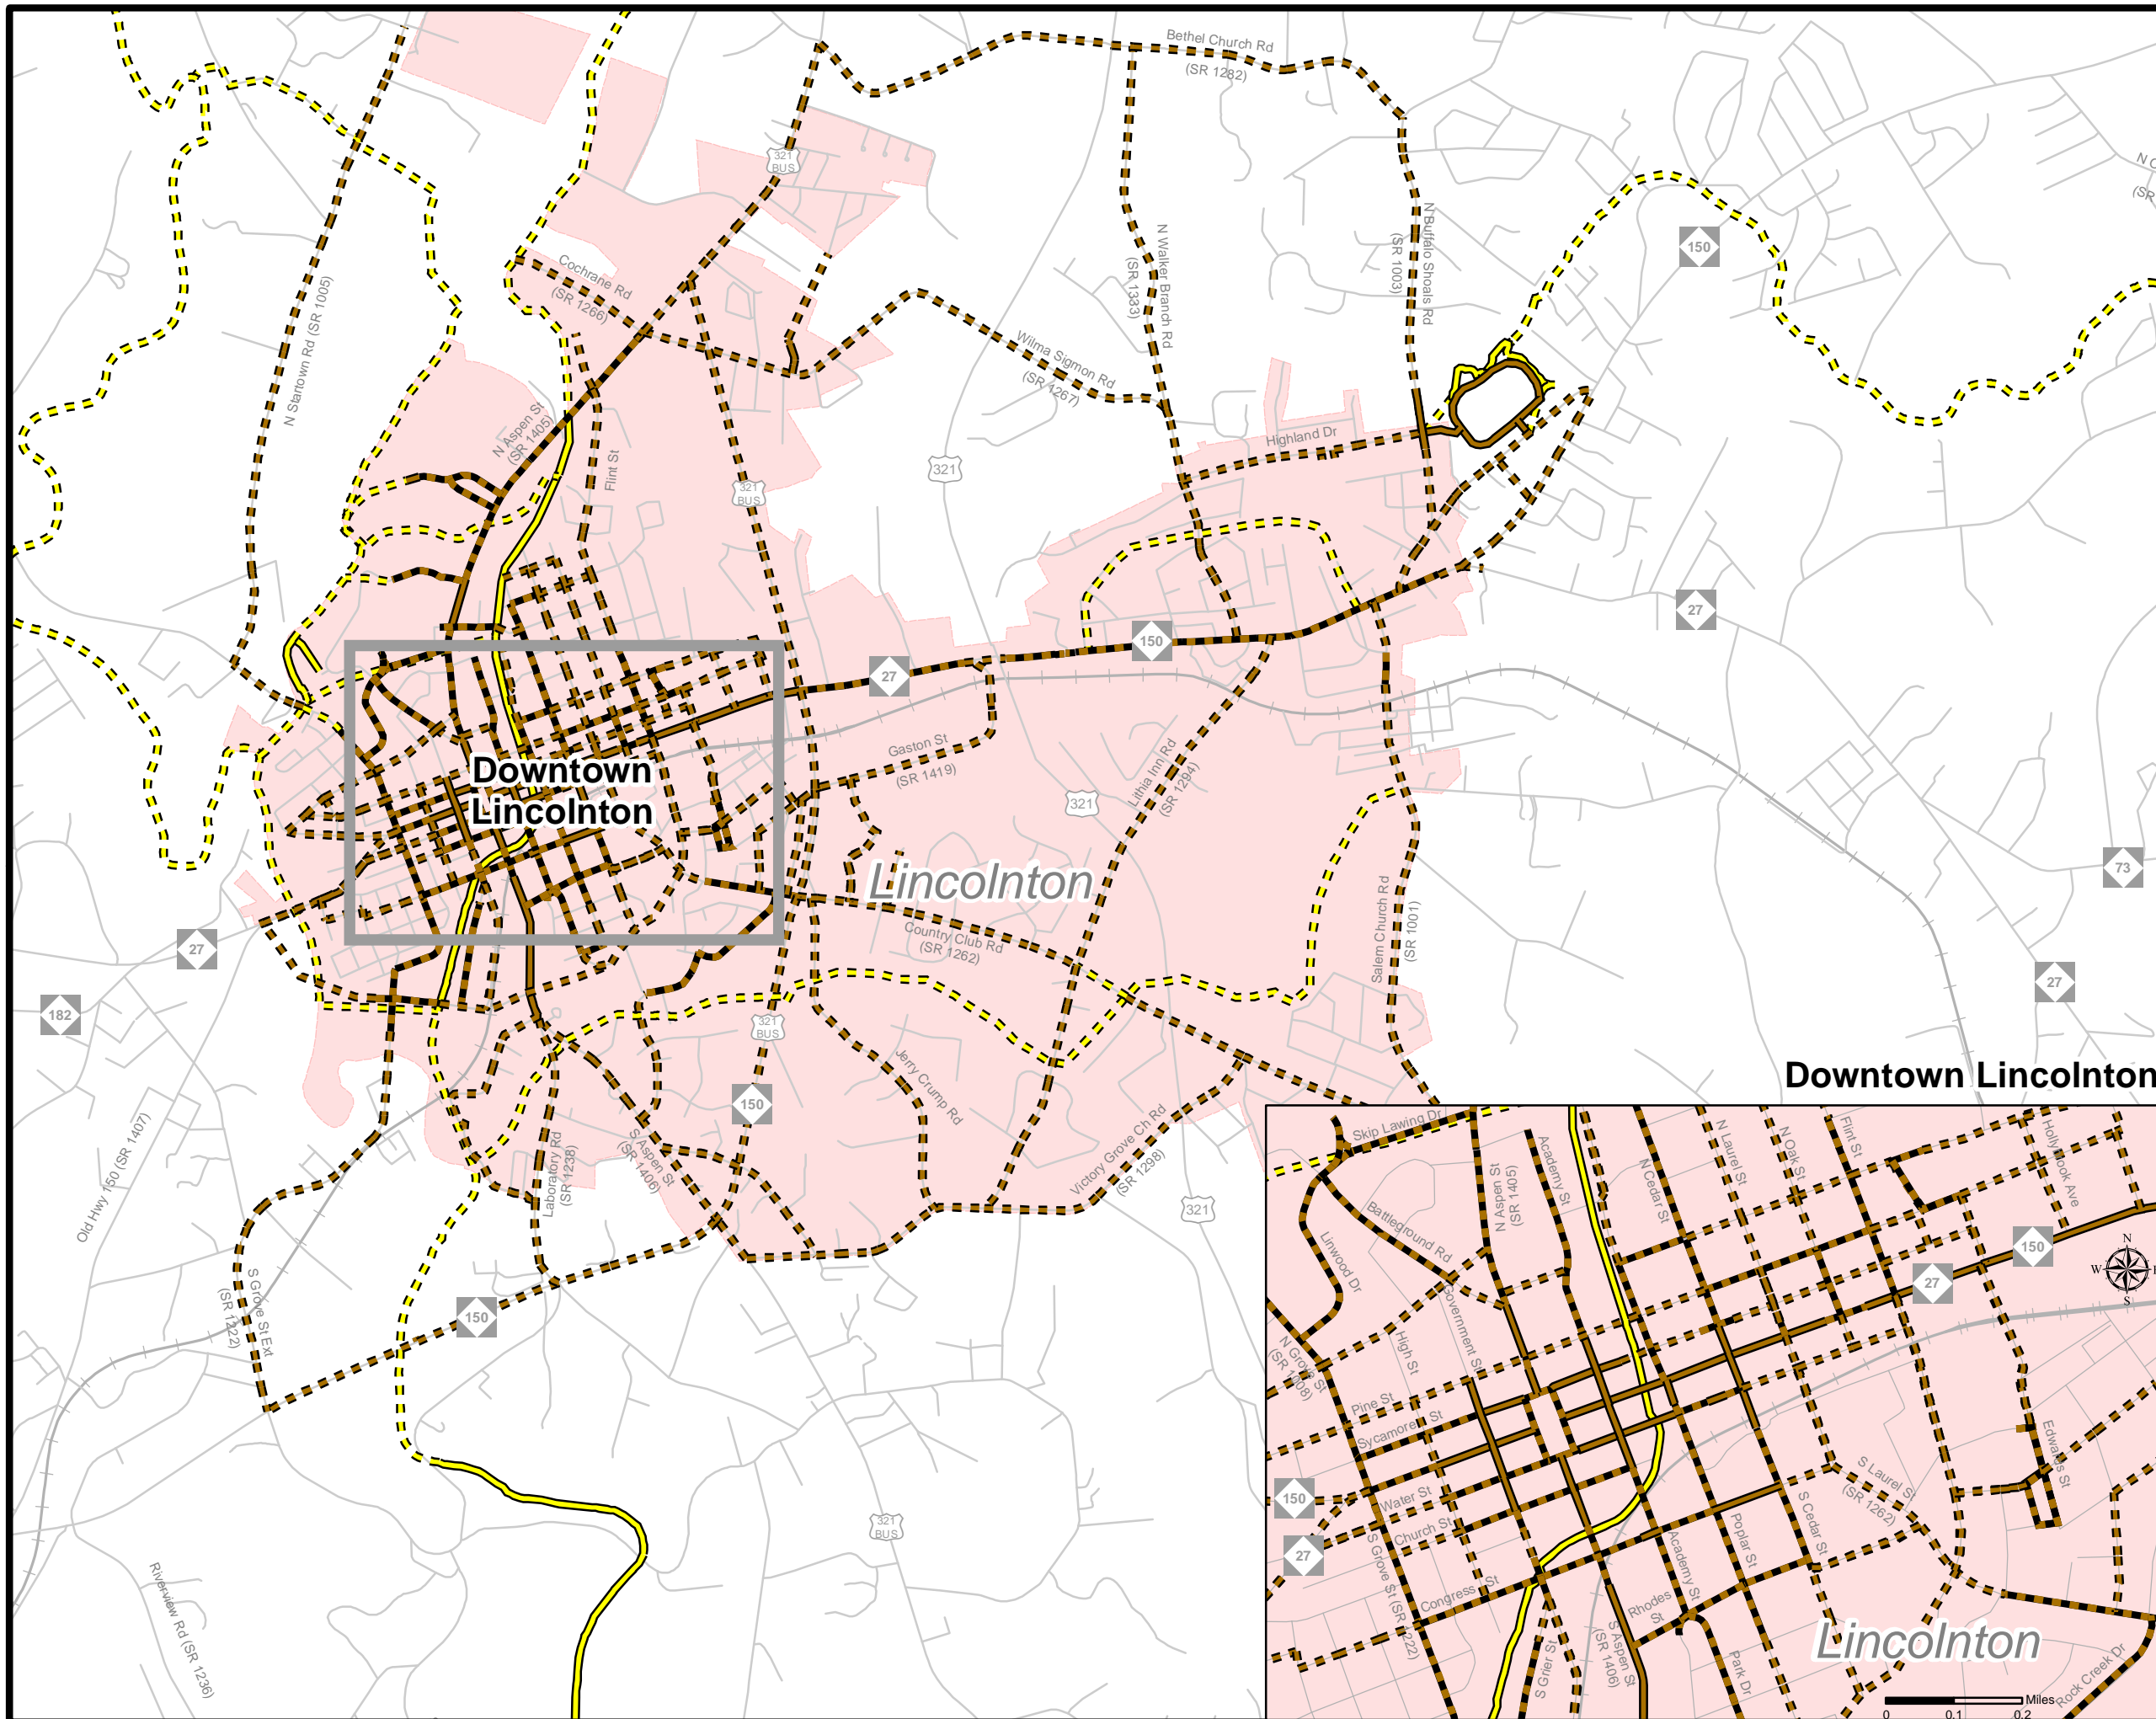 Bethel Church Rd
(SR 1282)
321
BUS
N Startown Rd (SR 1005)
Cochrane Rd
(SR 1266)
N Walker Branch Rd
(SR 1333)
N Buffalo Shoals Rd
(SR 1003)
150
Wilma Sigmon Rd
(SR 1267)
N Aspen St
(SR 1405)
Flint St
321
321
BUS
Highland Dr
27
150
27
Downtown
Lincolnton
Gaston St
(SR 1419)
321
Lithia Inn Rd
(SR 1294)
73
Lincolnton
Country Club Rd
(SR 1262)
Salem Church Rd
(SR 1001)
27
182
27
321
BUS
150
Jerry Crump Rd
Old Hwy 150 (SR 1407)
Laboratory Rd
(SR 1238)
S Aspen St
(SR 1406)
Victory Grove Ch Rd
(SR 1298)
321
S Grove St Ext
(SR 1222)
150
321
BUS
Riverview Rd (SR 1236)
Downtown Lincolnton
Skip Lawing Dr
Academy St
N Aspen St
(SR 1405)
N Cedar St
N Laurel St
N Oak St
Flint St
Hollybrook Ave
Battleground Rd
Linwood Dr
150
27
N
W
S
Government St
High St
N Grove St
(SR 1008)
Pine St
Sycamore St
150
Water St
Church St
27
S Grove St (SR 1222)
Congress St
S Laurel St
(SR 1262)
Edwards St
S Cedar St
Poplar St
Academy St
Rhodes
St
S Aspen St
(SR 1406)
S Grier St
Park Dr
Lincolnton
Rock Creek Dr
Miles
0 0.1 0.2